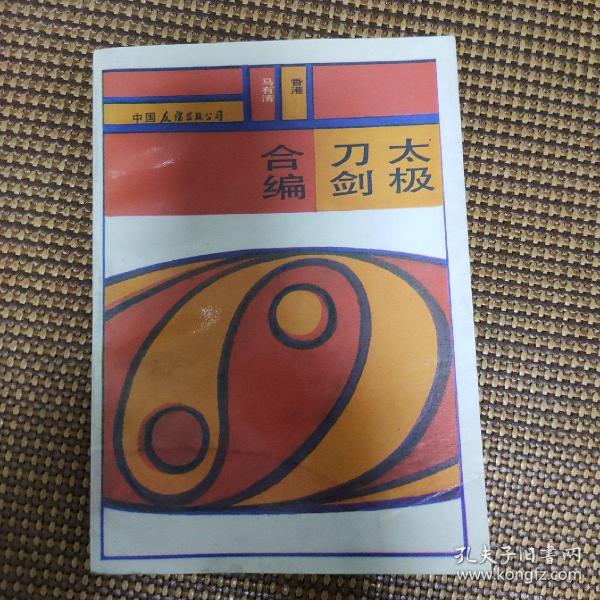 香港
马有清
中国友谊出版公司
太极
刀剑
合编
孔夫子旧书网
www.kongfz.com